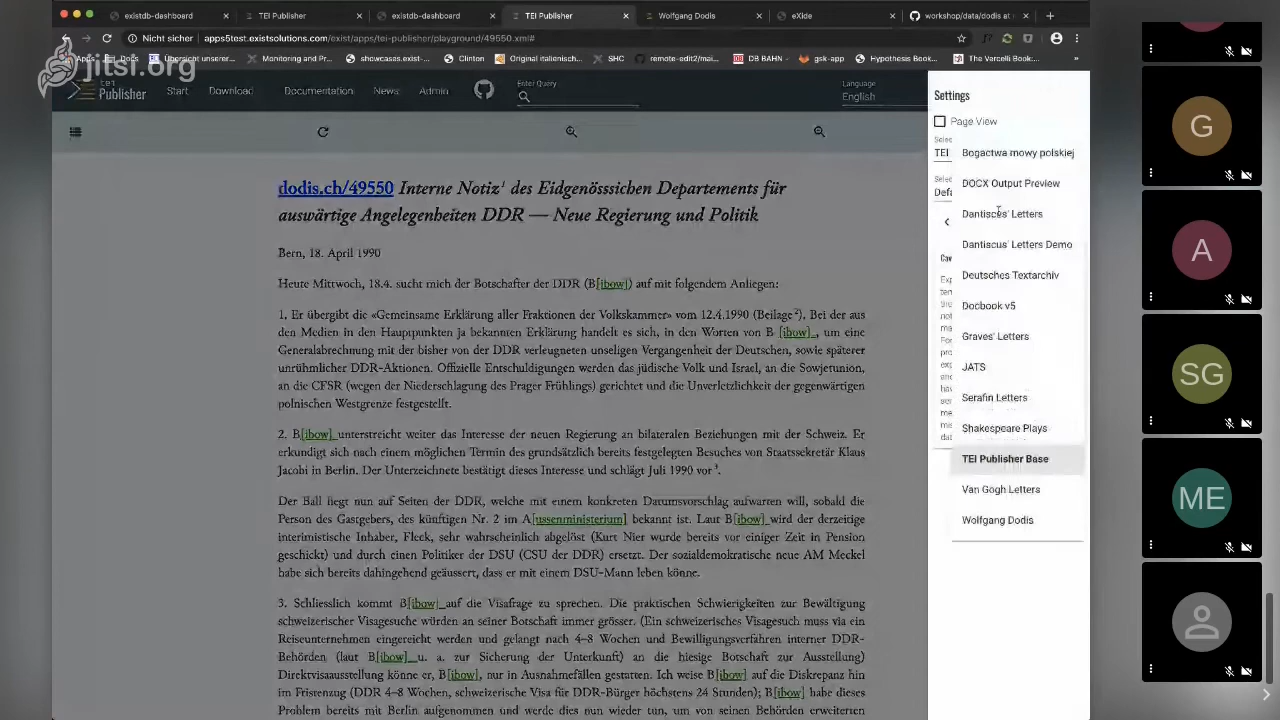 existdb-dashboard
TEI Publisher
existdb-dashboard
TEI Publisher
Wolfgang Dodis
eXide
workshop/data/dodis at
Nicht sicher | apps5test.existsolutions.com/exist/apps/tei-publisher/playground/49550.xml#
Apps
Übersicht unserer...
Monitoring and Pr...
showcases.exist-...
Clinton
Original italienisch...
SHC
remote-edit2/mai...
DB BAHN
gsk-app
Hypothesis Book...
The Vercelli Book:...
jitsi.org
tei
Publisher
Start
Download
Documentation
News
Admin
Enter Query
Language
English
dodis.ch/49550 Interne Notiz¹ des Eidgenösssichen Departements für
auswärtige Angelegenheiten DDR — Neue Regierung und Politik
Bern, 18. April 1990
Heute Mittwoch, 18.4. sucht mich der Botschafter der DDR (B[ibow]) auf mit folgendem Anliegen:
1. Er übergibt die «Gemeinsame Erklärung aller Fraktionen der Volkskammer» vom 12.4.1990 (Beilage²). Bei der aus
den Medien in den Hauptpunkten ja bekannten Erklärung handelt es sich, in den Worten von B [ibow] , um eine
Generalabrechnung mit der bisher von der DDR verleugneten unseligen Vergangenheit der Deutschen, sowie späterer
unrühmlicher DDR-Aktionen. Offizielle Entschuldigungen werden das jüdische Volk und Israel, an die Sowjetunion,
an die CFSR (wegen der Niederschlagung des Prager Frühlings) gerichtet und die Unverletzlichkeit der gegenwärtigen
polnischen Westgrenze festgestellt.
2. B[ibow] unterstreicht weiter das Interesse der neuen Regierung an bilateralen Beziehungen mit der Schweiz. Er
erkundigt sich nach einem möglichen Termin des grundsätzlich bereits festgelegten Besuches von Staatssekretär Klaus
Jacobi in Berlin. Der Unterzeichnete bestätigt dieses Interesse und schlägt Juli 1990 vor³.
Der Ball liegt nun auf Seiten der DDR, welche mit einem konkreten Datumsvorschlag aufwarten will, sobald die
Person des Gastgebers, des künftigen Nr. 2 im A[ussenministerium] bekannt ist. Laut B[ibow] wird der derzeitige
interimistische Inhaber, Fleck, sehr wahrscheinlich abgelöst (Kurt Nier wurde bereits vor einiger Zeit in Pension
geschickt) und durch einen Politiker der DSU (CSU der DDR) ersetzt. Der sozialdemokratische neue AM Meckel
habe sich bereits dahingehend geäussert, dass er mit einem DSU-Mann leben könne.
3. Schliesslich kommt B[ibow] auf die Visafrage zu sprechen. Die praktischen Schwierigkeiten zur Bewältigung
schweizerischer Visagesuche würden an seiner Botschaft immer grösser. (Ein schweizerisches Visagesuch muss via ein
Reiseunternehmen eingereicht werden und gelangt nach 4–8 Wochen und Bewilligungsverfahren interner DDR-
Behörden (laut B[ibow] u. a. zur Sicherung der Unterkunft) an die hiesige Botschaft zur Ausstellung)
Direktvisaausstellung könne er, B[ibow], nur in Ausnahmefällen gestatten. Ich weise B[ibow] auf die Diskrepanz hin
im Fristenzug (DDR 4–8 Wochen, schweizerische Visa für DDR-Bürger höchstens 24 Stunden); B[ibow] habe dieses
Problem bereits mit Berlin aufgenommen und werde dies nun wieder tun, um von seinen Behörden erweiterten
Settings
Page View
Selec
TEI
Selec
Defa
Bogactwa mowy polskiej
DOCX Output Preview
Dantiscus' Letters
Dantiscus' Letters Demo
Deutsches Textarchiv
Docbook v5
Graves' Letters
JATS
Serafin Letters
Shakespeare Plays
TEI Publisher Base
Van Gogh Letters
Wolfgang Dodis
G
A
SG
ME